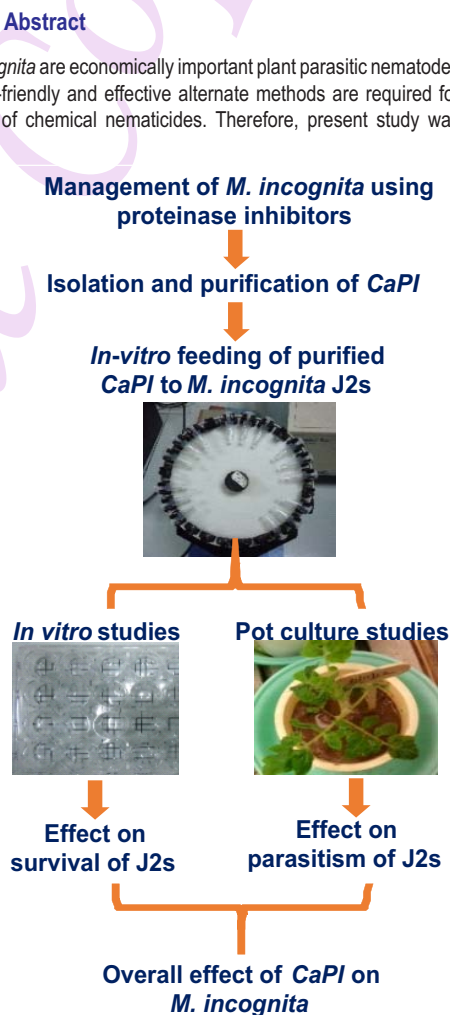 Abstract
gnita are economically important plant parasitic nematode
-friendly and effective alternate methods are required fo
of chemical nematicides. Therefore, present study wa
Management of M. incognita using
proteinase inhibitors
Isolation and purification of CaPI
In-vitro feeding of purified
CaPI to M. incognita J2s
In vitro studies
Pot culture studies
Effect on
survival of J2s
Effect on
parasitism of J2s
Overall effect of CaPI on
M. incognita